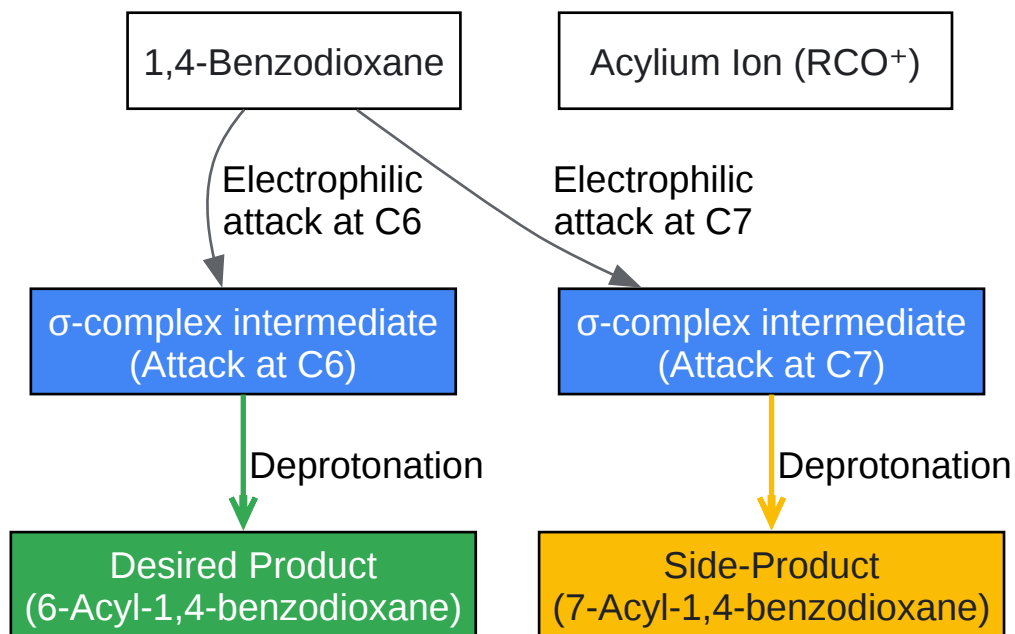 1,4-Benzodioxane
Acylium Ion (RCO⁺)
Electrophilic
attack at C6
Electrophilic
attack at C7
σ-complex intermediate
(Attack at C6)
σ-complex intermediate
(Attack at C7)
Deprotonation
Deprotonation
Desired Product
(6-Acyl-1,4-benzodioxane)
Side-Product
(7-Acyl-1,4-benzodioxane)